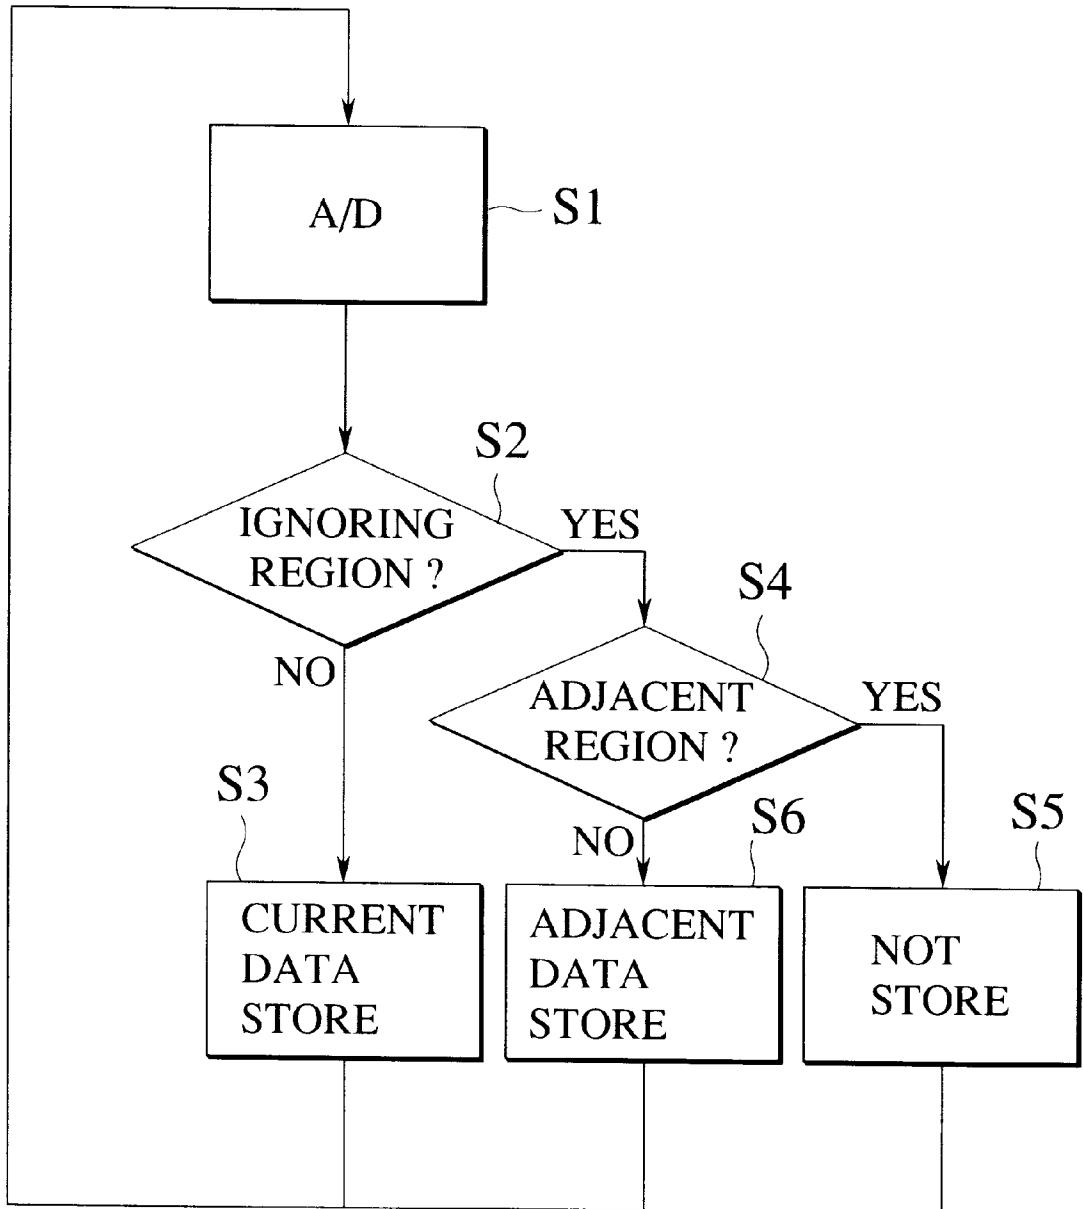 A/D
S1
S2
IGNORING
REGION ?
YES
NO
S4
ADJACENT
REGION ?
YES
NO
S3
CURRENT
DATA
STORE
S6
ADJACENT
DATA
STORE
S5
NOT
STORE